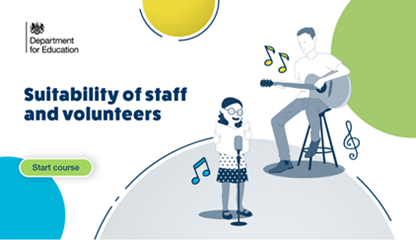 Department
for Education
Suitability of staff
and volunteers
Start course